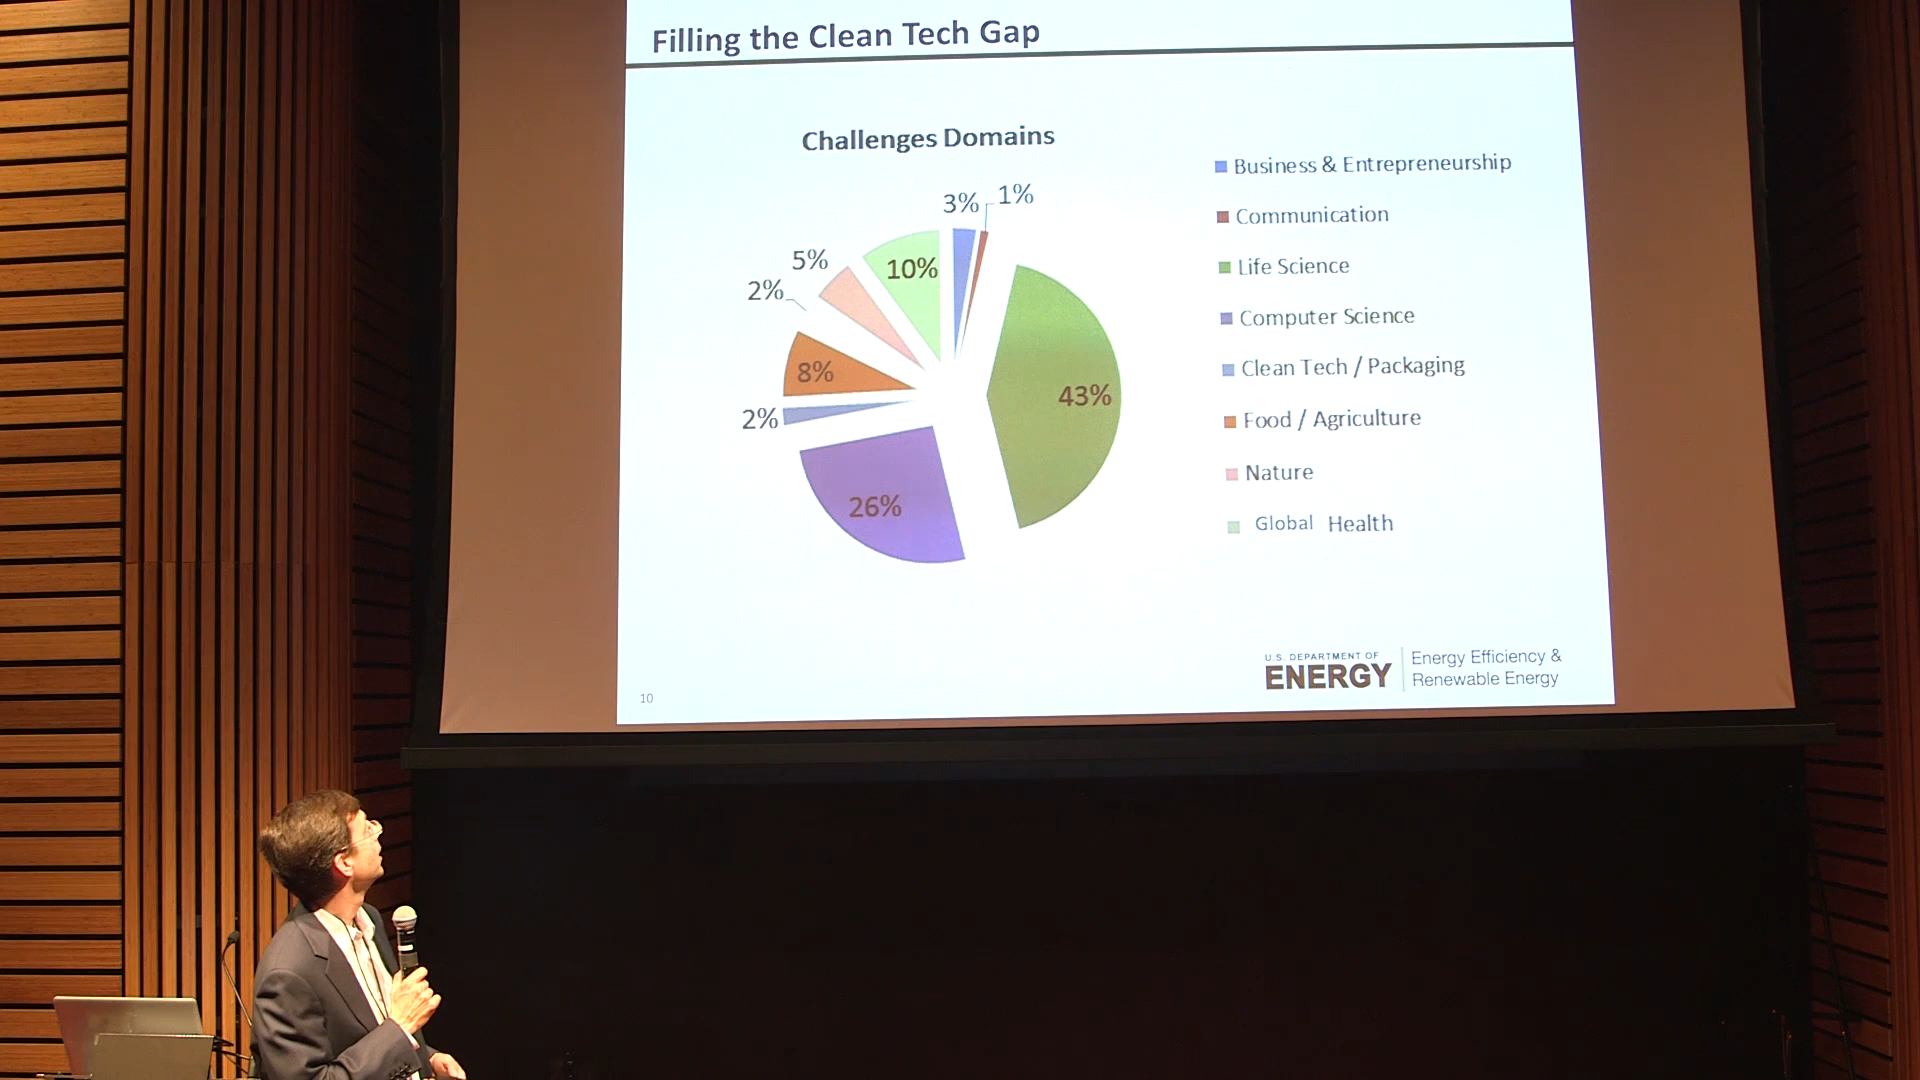 Filling the Clean Tech Gap
Challenges Domains
3%
1%
10%
5%
2%
8%
2%
26%
43%
Business & Entrepreneurship
Communication
Life Science
Computer Science
Clean Tech / Packaging
Food / Agriculture
Nature
Global Health
10
U.S. DEPARTMENT OF
ENERGY
Energy Efficiency &
Renewable Energy